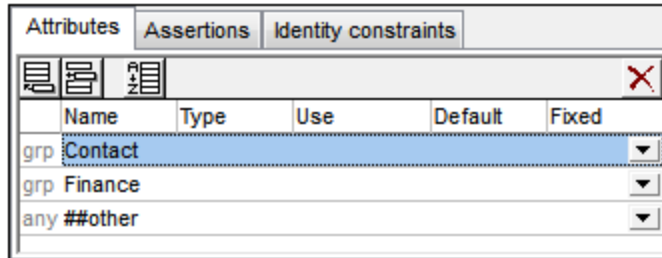 Attributes Assertions Identity constraints
Name Type Use Default Fixed
grp Contact
grp Finance
any ##other